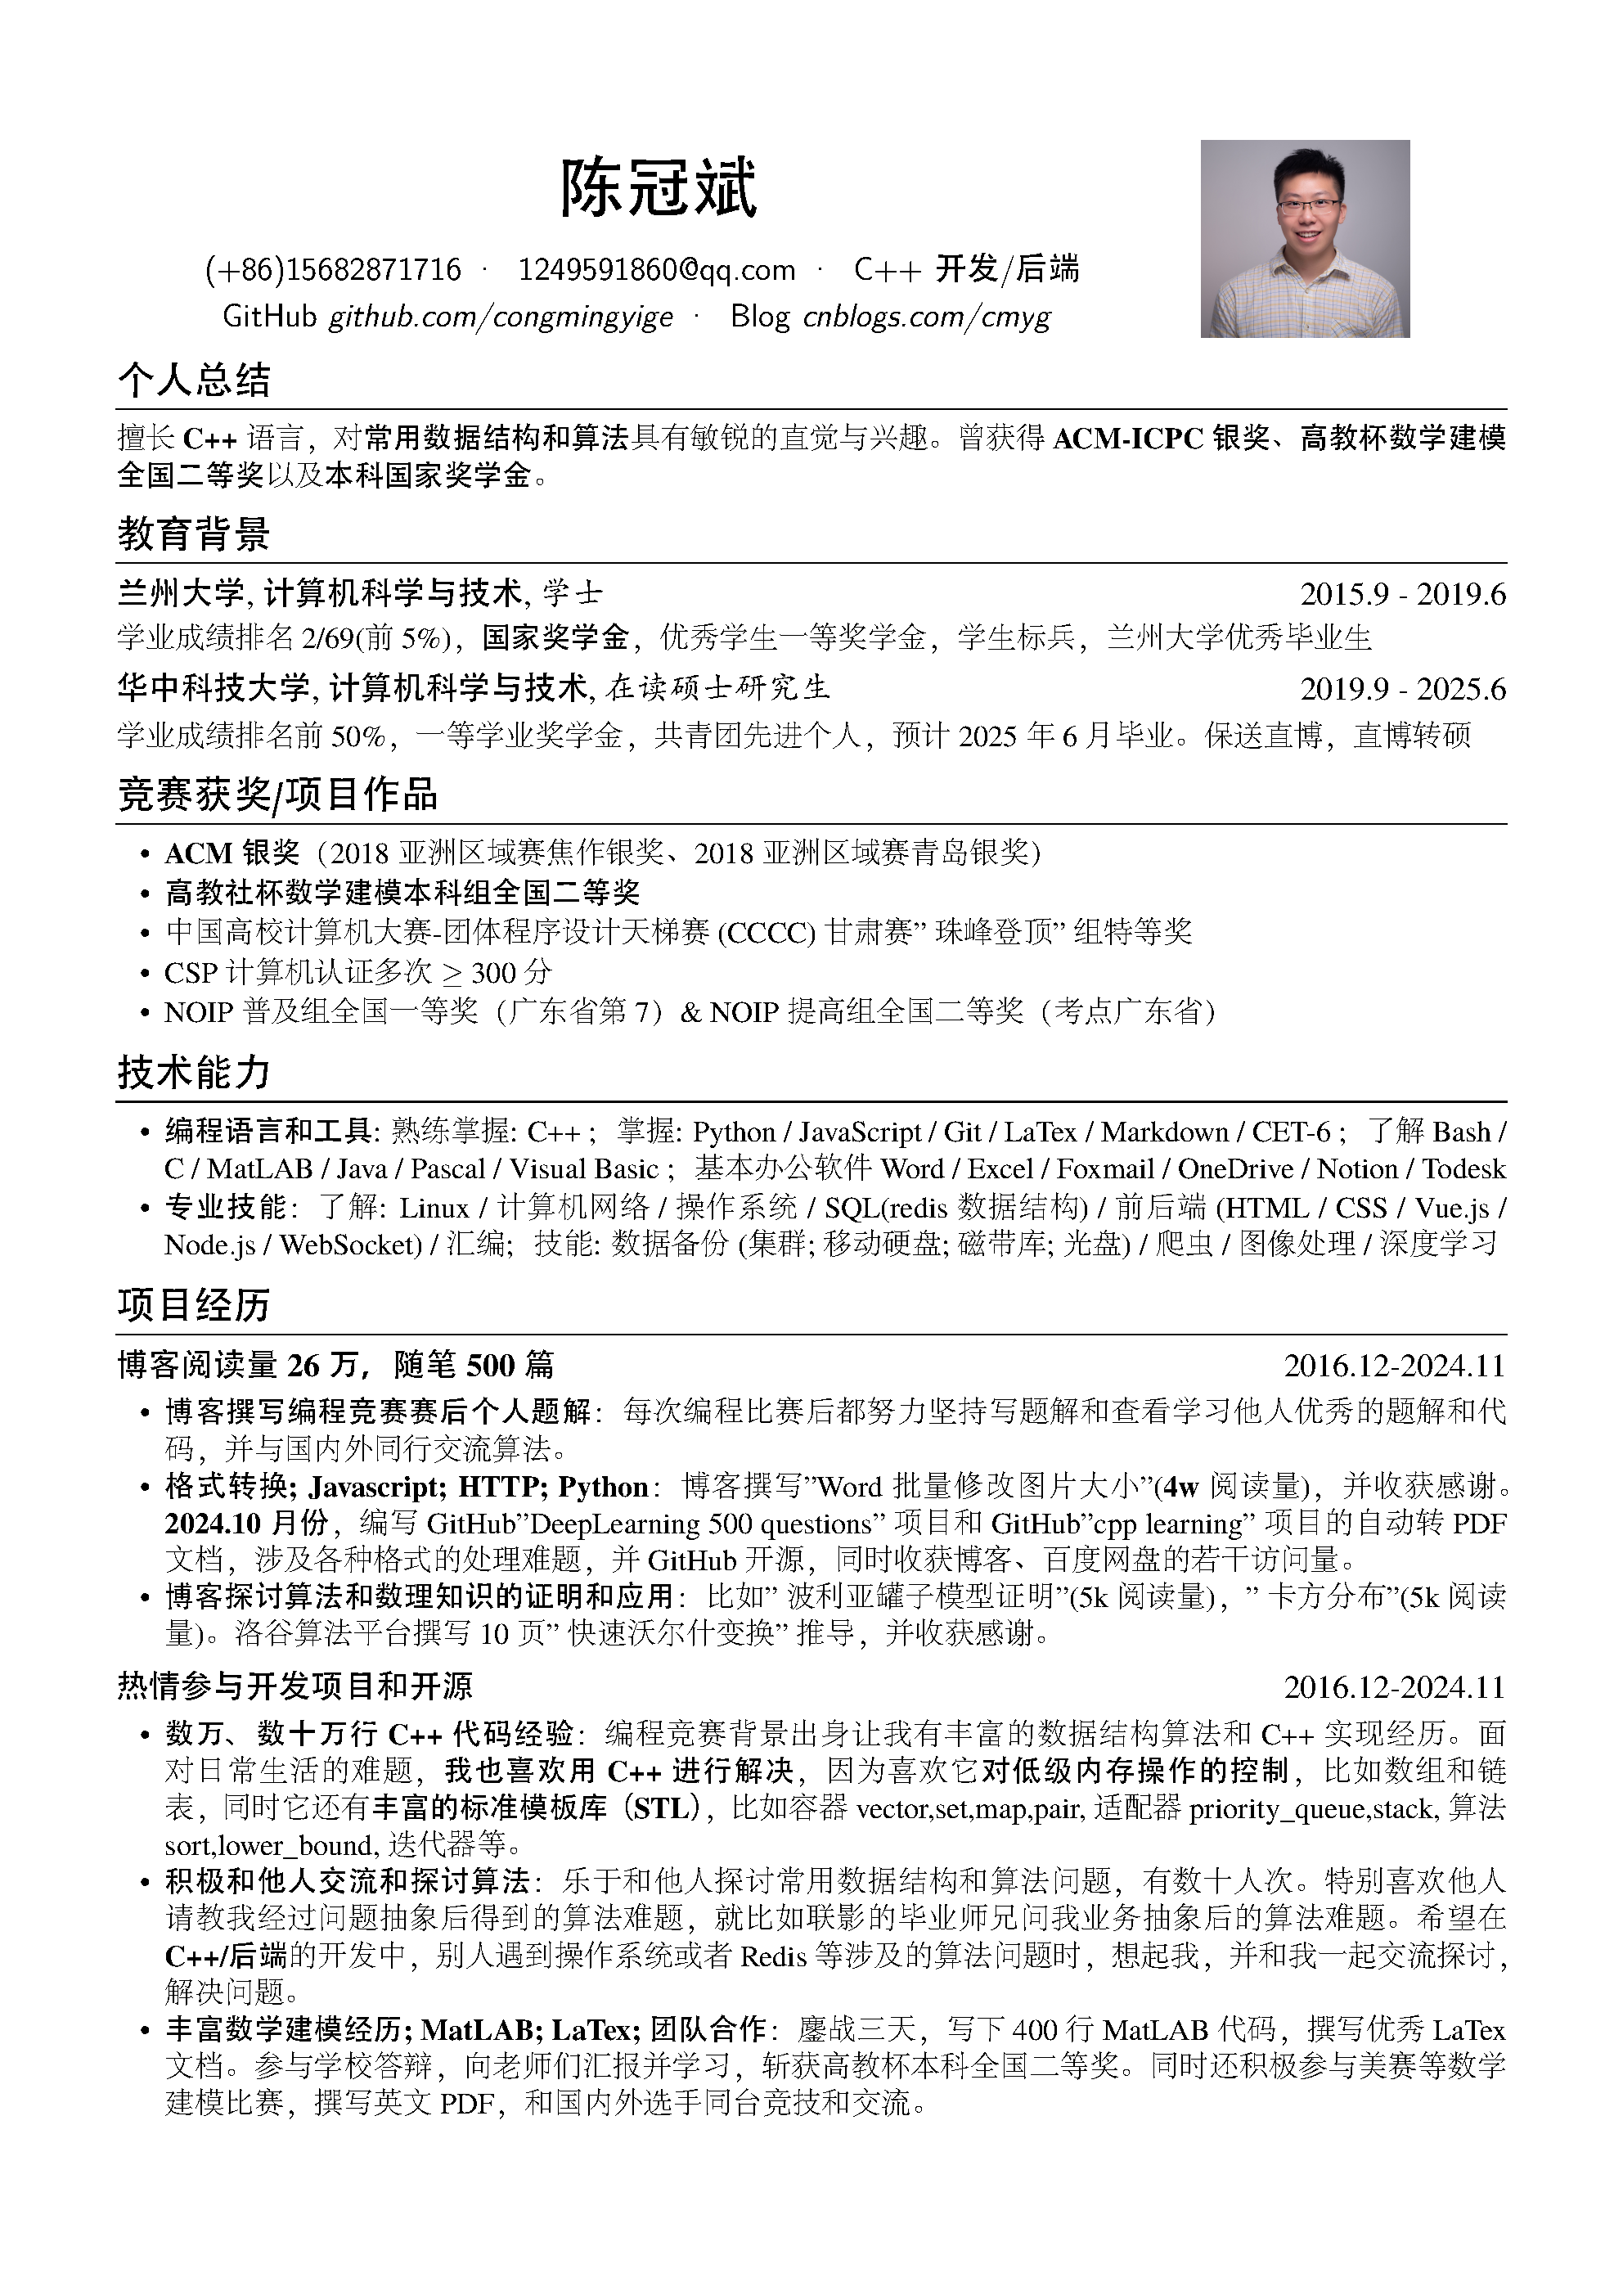 陈冠斌
(+86)15682871716 · 1249591860@qq.com · C++ 开发/后端
GitHub github.com/congmingyige · Blog cnblogs.com/cmyg
个人总结
擅长 C++ 语言，对常用数据结构和算法具有敏锐的直觉与兴趣。曾获得 ACM-ICPC 银奖、高教杯数学建模
全国二等奖以及本科国家奖学金。
教育背景
兰州大学, 计算机科学与技术, 学士 2015.9 - 2019.6
学业成绩排名 2/69(前 5%)，国家奖学金，优秀学生一等奖学金，学生标兵，兰州大学优秀毕业生
华中科技大学, 计算机科学与技术, 在读硕士研究生 2019.9 - 2025.6
学业成绩排名前 50%，一等学业奖学金，共青团先进个人，预计 2025 年 6 月毕业。保送直博，直博转硕
竞赛获奖/项目作品
• ACM 银奖（2018 亚洲区域赛焦作银奖、2018 亚洲区域赛青岛银奖）
• 高教社杯数学建模本科组全国二等奖
• 中国高校计算机大赛-团体程序设计天梯赛 (CCCC) 甘肃赛” 珠峰登顶” 组特等奖
• CSP 计算机认证多次 ≥ 300 分
• NOIP 普及组全国一等奖（广东省第 7）& NOIP 提高组全国二等奖（考点广东省）
技术能力
• 编程语言和工具: 熟练掌握: C++； 掌握: Python / JavaScript / Git / LaTex / Markdown / CET-6； 了解 Bash /
C / MatLAB / Java / Pascal / Visual Basic； 基本办公软件 Word / Excel / Foxmail / OneDrive / Notion / Todesk
• 专业技能： 了解: Linux / 计算机网络 / 操作系统 / SQL(redis 数据结构) / 前后端 (HTML / CSS / Vue.js /
Node.js / WebSocket) / 汇编； 技能: 数据备份 (集群; 移动硬盘; 磁带库; 光盘) / 爬虫 / 图像处理 / 深度学习
项目经历
博客阅读量 26 万，随笔 500 篇 2016.12-2024.11
• 博客撰写编程竞赛赛后个人题解： 每次编程比赛后都努力坚持写题解和查看学习他人优秀的题解和代
码，并与国内外同行交流算法。
• 格式转换; Javascript; HTTP; Python： 博客撰写”Word 批量修改图片大小”(4w 阅读量)，并收获感谢。
2024.10 月份，编写 GitHub”DeepLearning 500 questions” 项目和 GitHub”cpp learning” 项目的自动转 PDF
文档，涉及各种格式的处理难题，并 GitHub 开源，同时收获博客、百度网盘的若干访问量。
• 博客探讨算法和数理知识的证明和应用： 比如” 波利亚罐子模型证明”(5k 阅读量)，” 卡方分布”(5k 阅读
量)。洛谷算法平台撰写 10 页” 快速沃尔什变换” 推导，并收获感谢。
热情参与开发项目和开源 2016.12-2024.11
• 数万、数十万行 C++ 代码经验： 编程竞赛背景出身让我有丰富的数据结构算法和 C++ 实现经历。面
对日常生活的难题，我也喜欢用 C++ 进行解决，因为喜欢它对低级内存操作的控制，比如数组和链
表，同时它还有丰富的标准模板库（STL），比如容器 vector,set,map,pair, 适配器 priority_queue,stack, 算法
sort,lower_bound, 迭代器等。
• 积极和他人交流和探讨算法： 乐于和他人探讨常用数据结构和算法问题，有数十人次。特别喜欢他人
请教我经过问题抽象后得到的算法难题，就比如联影的毕业师兄问我业务抽象后的算法难题。希望在
C++/后端的开发中，别人遇到操作系统或者 Redis 等涉及的算法问题时，想起我，并和我一起交流探讨，
解决问题。
• 丰富数学建模经历; MatLAB; LaTex; 团队合作： 鏖战三天，写下 400 行 MatLAB 代码，撰写优秀 LaTex
文档。参与学校答辩，向老师们汇报并学习，斩获高教杯本科全国二等奖。同时还积极参与美赛等数学
建模比赛，撰写英文 PDF，和国内外选手同台竞技和交流。